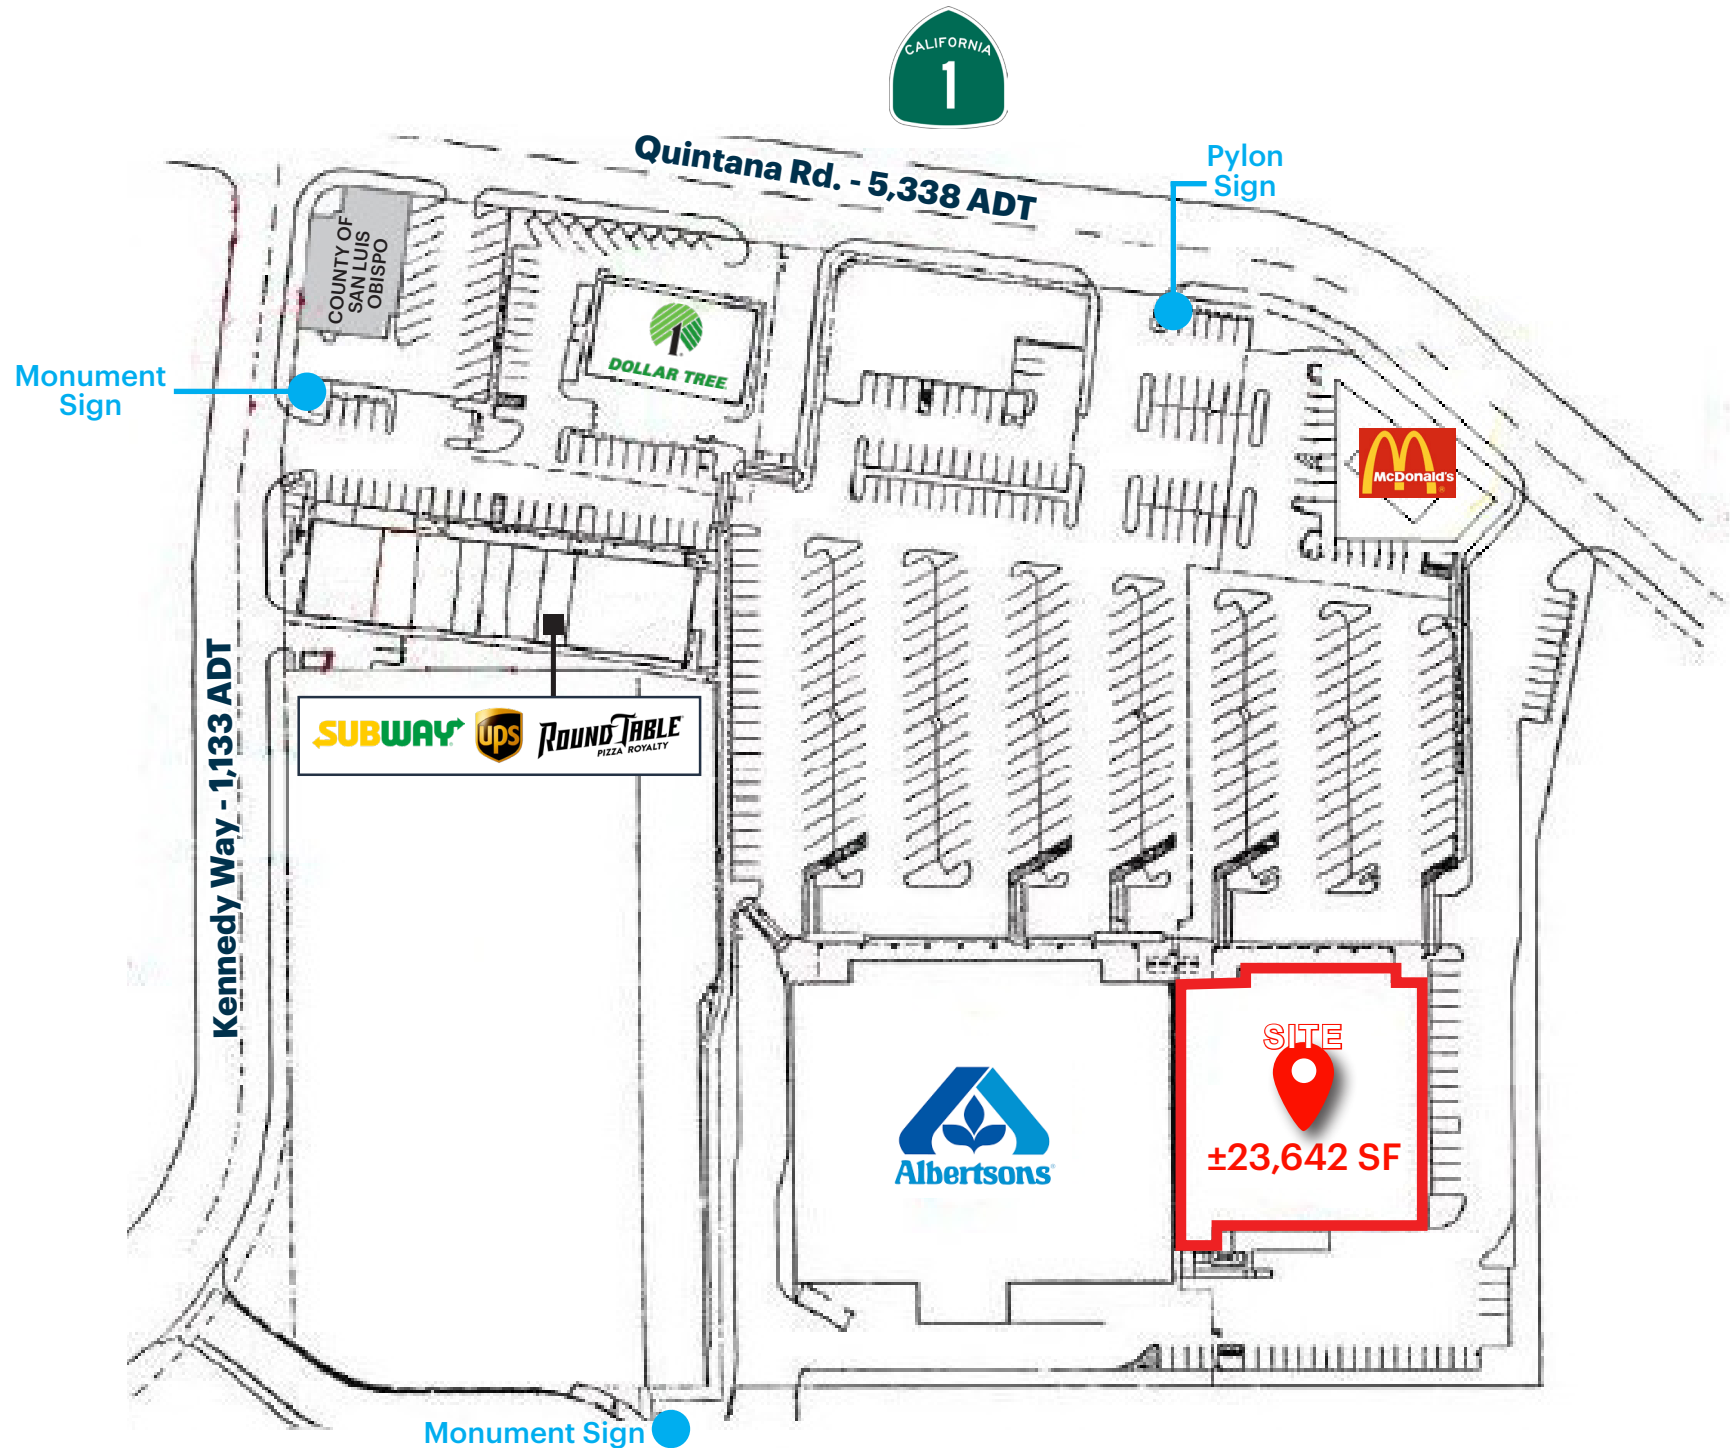 CALIFORNIA
1
Quintana Rd. - 5,338 ADT
Pylon
Sign
COUNTY OF
SAN LUIS
OBISPO
1
DOLLAR TREE
Monument
Sign
McDonald's
Kennedy Way - 1,133 ADT
SUBWAY
ups
ROUND TABLE
PIZZA ROYALTY
SITE
±23,642 SF
Albertsons
Monument Sign